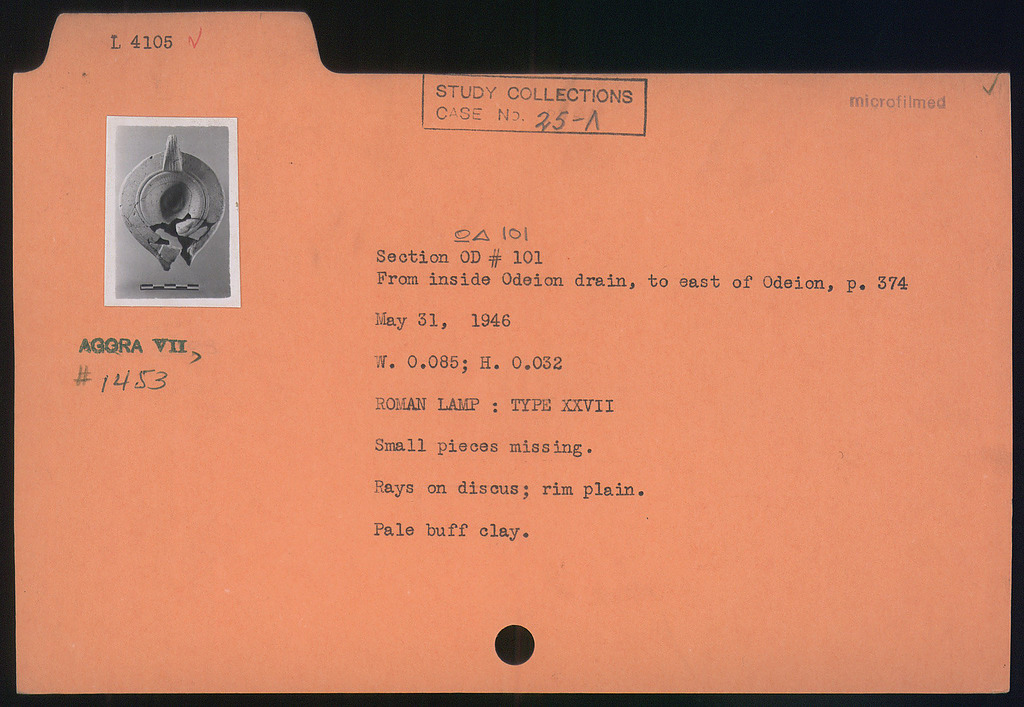 L 4105 ✓
STUDY COLLECTIONS
CASE No. 25-Λ
microfilmed
ΟΔ 101
Section OD # 101
From inside Odeion drain, to east of Odeion, p. 374
May 31, 1946
W. 0.085; H. 0.032
ROMAN LAMP : TYPE XXVII
Small pieces missing.
Rays on discus; rim plain.
Pale buff clay.
AGORA VII,
# 1453